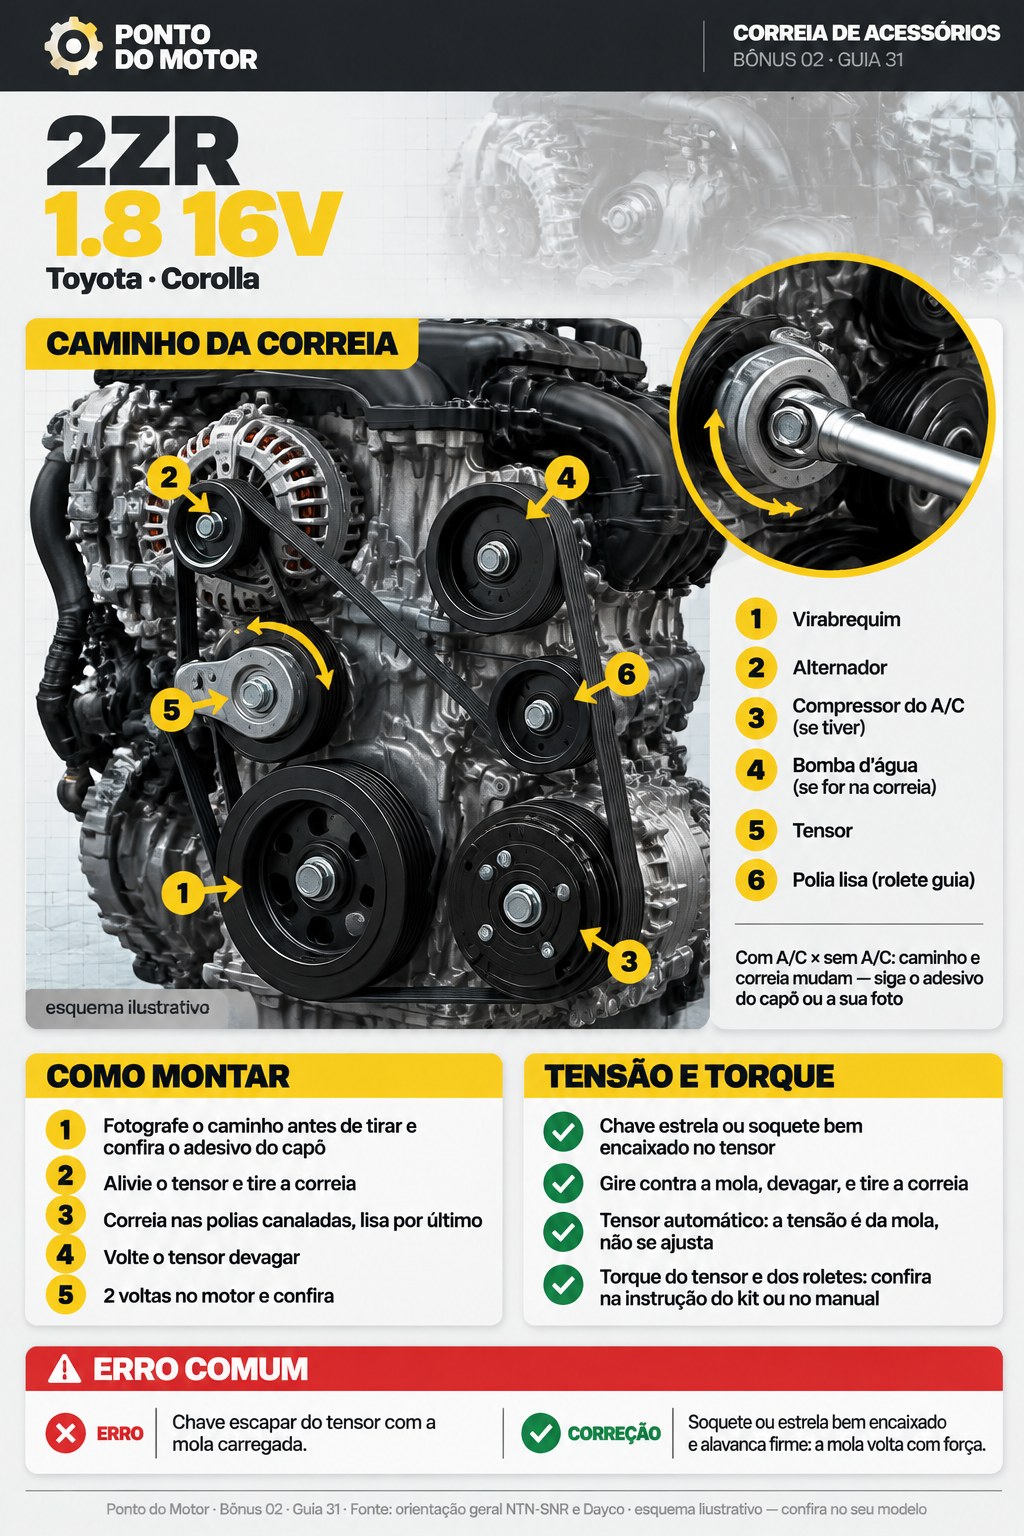 PONTO
DO MOTOR
CORREIA DE ACESSÓRIOS
BÔNUS 02 · GUIA 31
2ZR
1.8 16V
Toyota · Corolla
CAMINHO DA CORREIA
2
4
6
5
1
3
esquema ilustrativo
1 Virabrequim
2 Alternador
3 Compressor do A/C
(se tiver)
4 Bomba d'água
(se for na correia)
5 Tensor
6 Polia lisa (rolete guia)
Com A/C × sem A/C: caminho e
correia mudam — siga o adesivo
do capõ ou a sua foto
COMO MONTAR
1 Fotografe o caminho antes de tirar e
confira o adesivo do capõ
2 Alivie o tensor e tire a correia
3 Correia nas polias canaladas, lisa por último
4 Volte o tensor devagar
5 2 voltas no motor e confira
TENSÃO E TORQUE
Chave estrela ou soquete bem
encaixado no tensor
Gire contra a mola, devagar, e tire a correia
Tensor automático: a tensão é da mola,
não se ajusta
Torque do tensor e dos roletes: confira
na instrução do kit ou no manual
ERRO COMUM
ERRO
Chave escapar do tensor com a
mola carregada.
CORREÇÃO
Soquete ou estrela bem encaixado
e alavanca firme: a mola volta com força.
Ponto do Motor · Bônus 02 · Guia 31 · Fonte: orientação geral NTN-SNR e Dayco · esquema liustrativo — confira no seu modelo